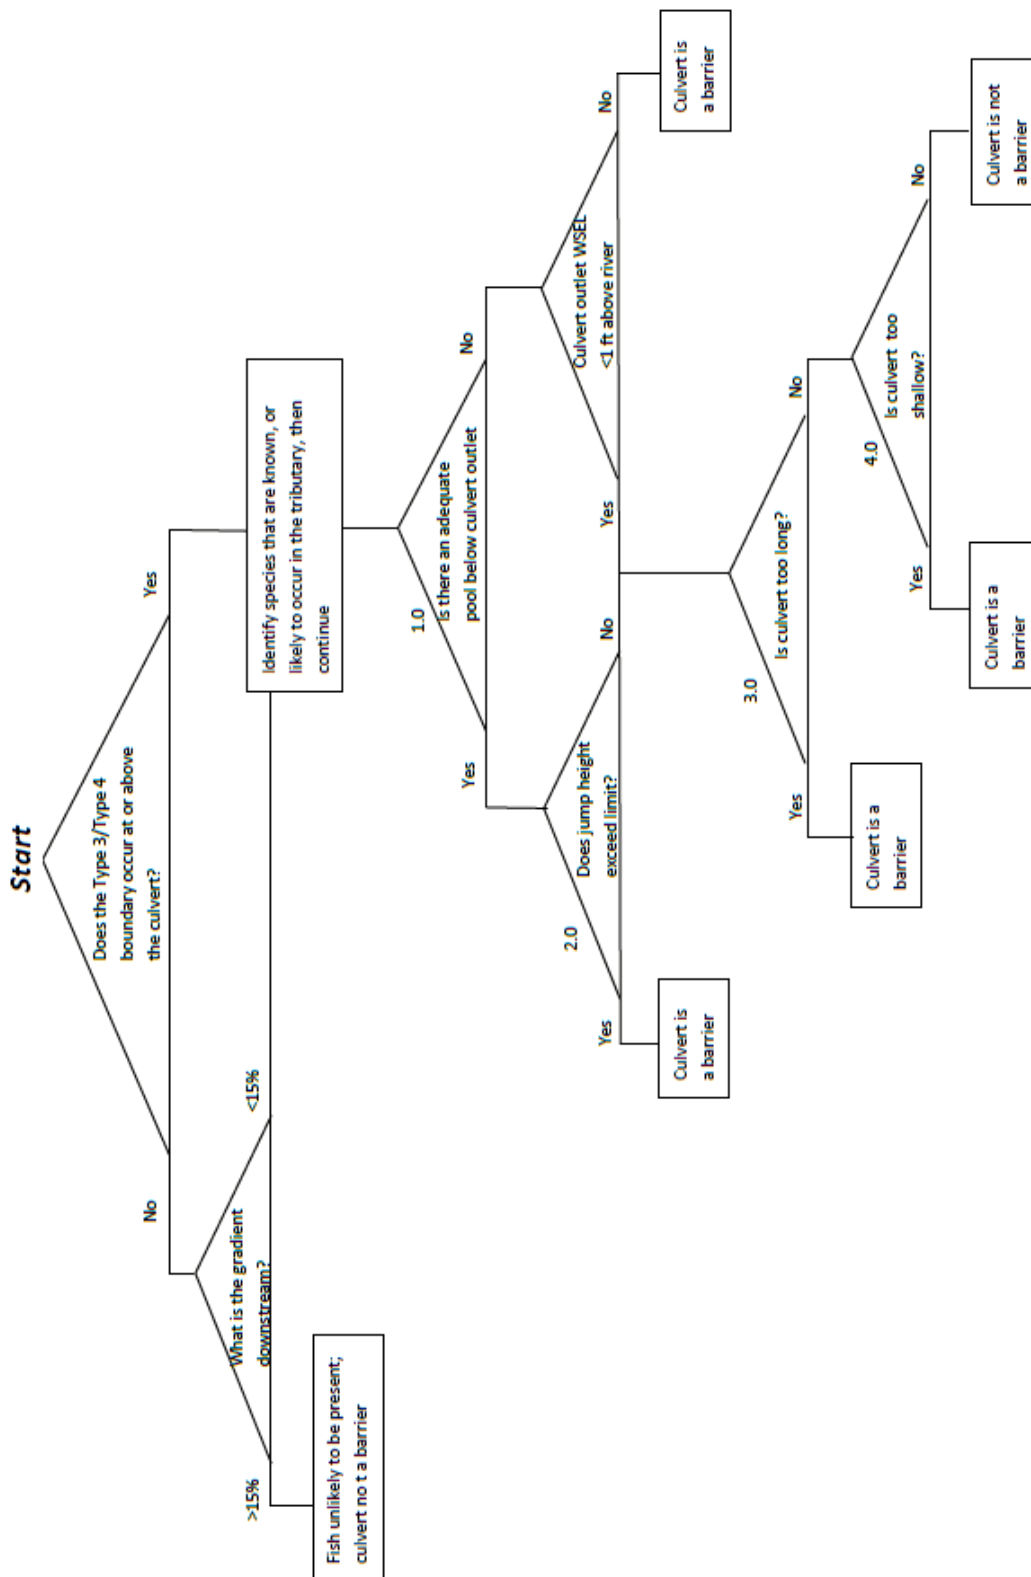 Start
Does the Type 3/Type 4
boundary occur at or above
the culvert?
No
Yes
What is the gradient
downstream?
>15%
<15%
Fish unlikely to be present;
culvert no t a barrier
Identify species that are known, or
likely to occur in the tributary, then
continue
1.0
Is there an adequate
pool below culvert outlet
Yes
No
2.0
Does jump height
exceed limit?
Yes
No
Culvert is
a barrier
Culvert outlet WSEL
<1 ft above river
Yes
No
Culvert is
a barrier
3.0
Is culvert too long?
Yes
No
Culvert is a
barrier
4.0
Is culvert too
shallow?
Yes
No
Culvert is a
barrier
Culvert is not
a barrier